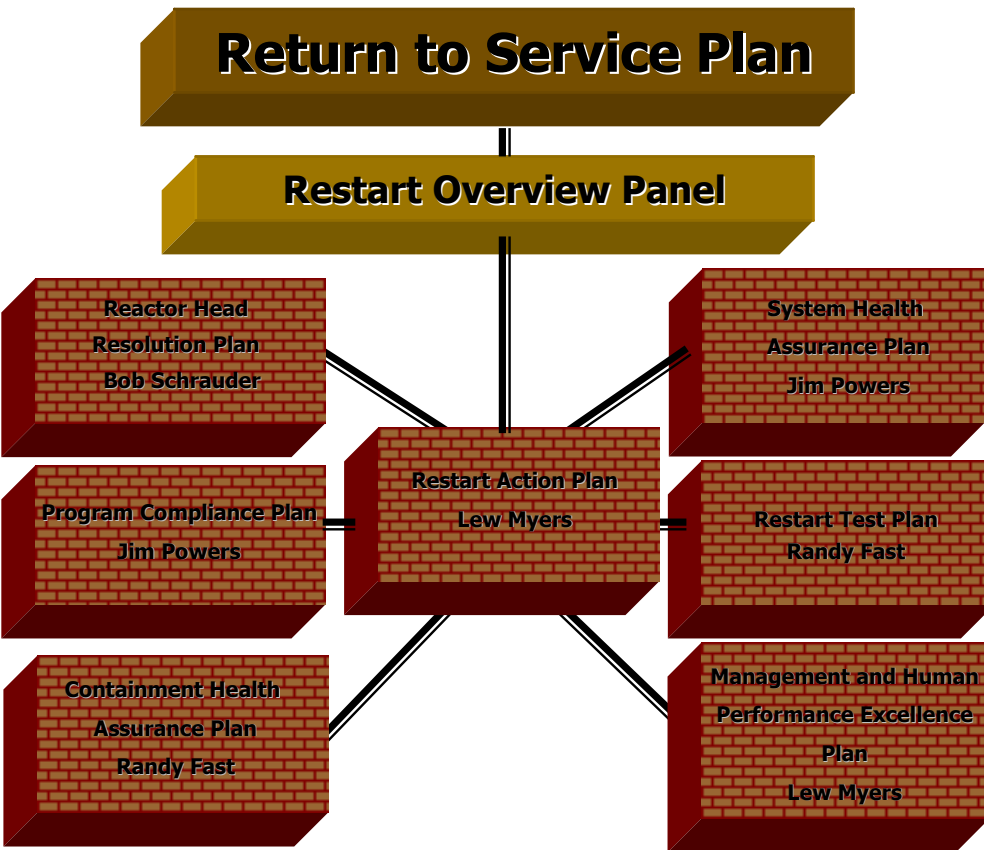 Return to Service Plan
Restart Overview Panel
Reactor Head
Resolution Plan
Bob Schrauder
System Health
Assurance Plan
Jim Powers
Restart Action Plan
Lew Myers
Program Compliance Plan
Jim Powers
Restart Test Plan
Randy Fast
Containment Health
Assurance Plan
Randy Fast
Management and Human
Performance Excellence
Plan
Lew Myers